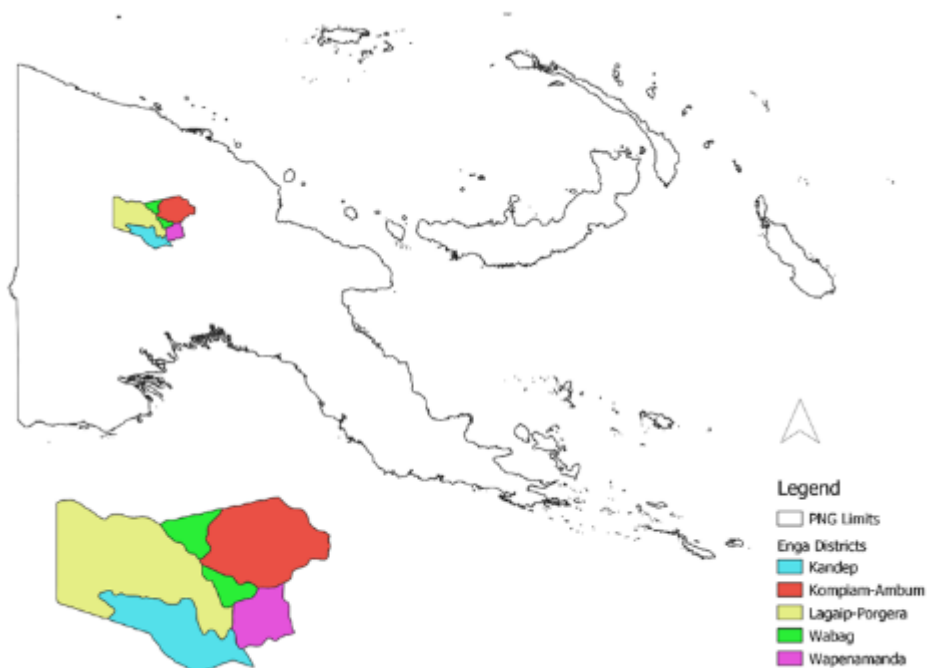 Legend
PNG Limits
Enga Districts
Kandep
Kompiam-Ambum
Lagaip-Porgera
Wabag
Wapenamanda